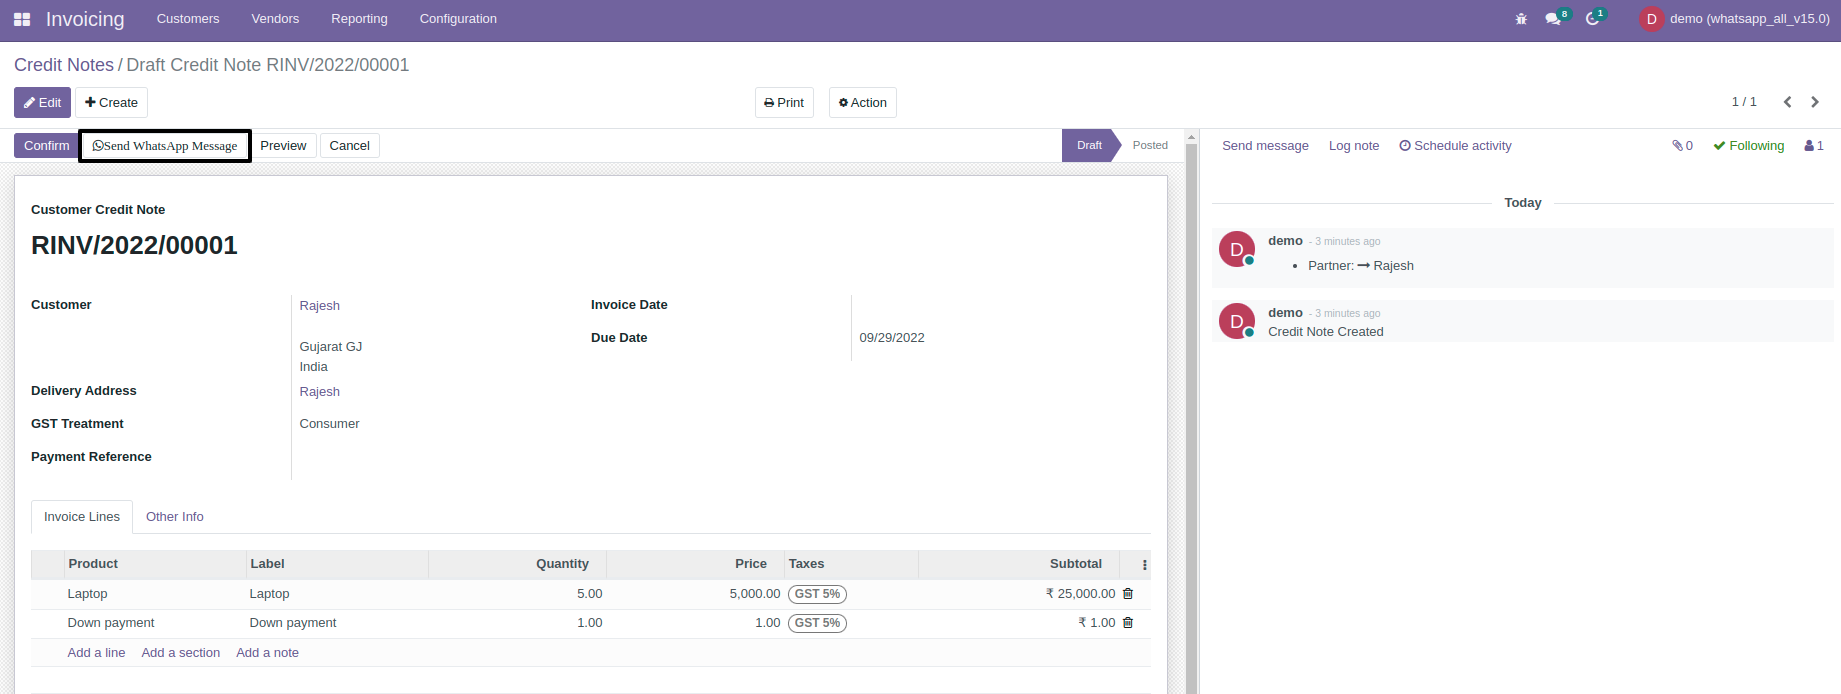 Invoicing Customers Vendors Reporting Configuration 8 1 D demo (whatsapp_all_v15.0)
Credit Notes / Draft Credit Note RINV/2022/00001
Edit Create Print Action 1 / 1
Confirm Send WhatsApp Message Preview Cancel Draft Posted Send message Log note Schedule activity 0 Following 1
Today
Customer Credit Note
RINV/2022/00001
D demo - 3 minutes ago
• Partner: → Rajesh
D demo - 3 minutes ago
Credit Note Created
Customer Rajesh Invoice Date
Due Date 09/29/2022
Gujarat GJ
India
Delivery Address Rajesh
GST Treatment Consumer
Payment Reference
Invoice Lines Other Info
Product Label Quantity Price Taxes Subtotal
Laptop Laptop 5.00 5,000.00 GST 5% ₹ 25,000.00
Down payment Down payment 1.00 1.00 GST 5% ₹ 1.00
Add a line Add a section Add a note